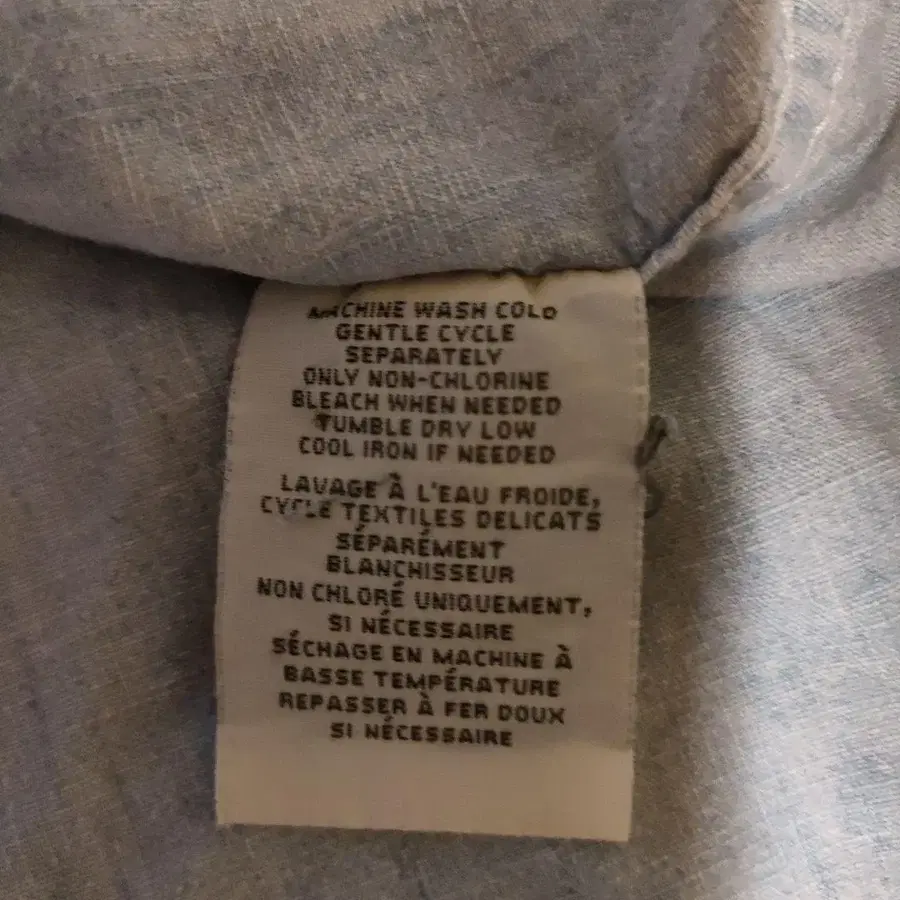 MACHINE WASH COLD
GENTLE CYCLE
SEPARATELY
ONLY NON-CHLORINE
BLEACH WHEN NEEDED
TUMBLE DRY LOW
COOL IRON IF NEEDED
LAVAGE À L'EAU FROIDE,
CYCLE TEXTILES DELICATS
SÉPARÉMENT
BLANCHISSEUR
NON CHLORÉ UNIQUEMENT,
SI NÉCESSAIRE
SÉCHAGE EN MACHINE À
BASSE TEMPÉRATURE
REPASSER À FER DOUX
SI NÉCESSAIRE